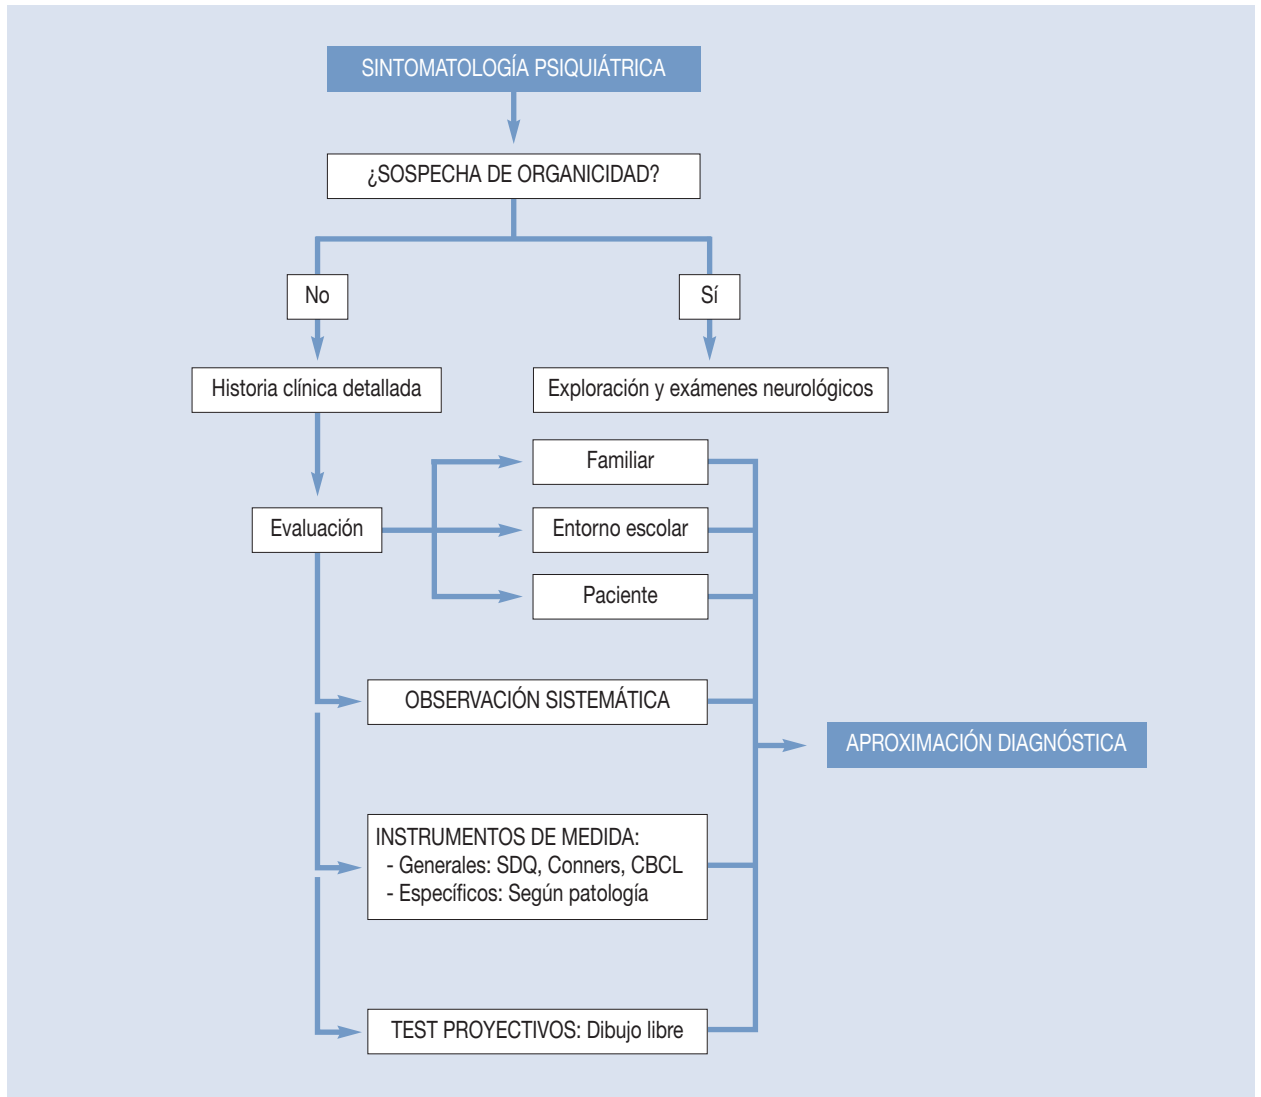 SINTOMATOLOGÍA PSIQUIÁTRICA
¿SOSPECHA DE ORGANICIDAD?
No
Sí
Historia clínica detallada
Exploración y exámenes neurológicos
Familiar
Evaluación
Entorno escolar
Paciente
OBSERVACIÓN SISTEMÁTICA
APROXIMACIÓN DIAGNÓSTICA
INSTRUMENTOS DE MEDIDA:
- Generales: SDQ, Conners, CBCL
- Específicos: Según patología
TEST PROYECTIVOS: Dibujo libre